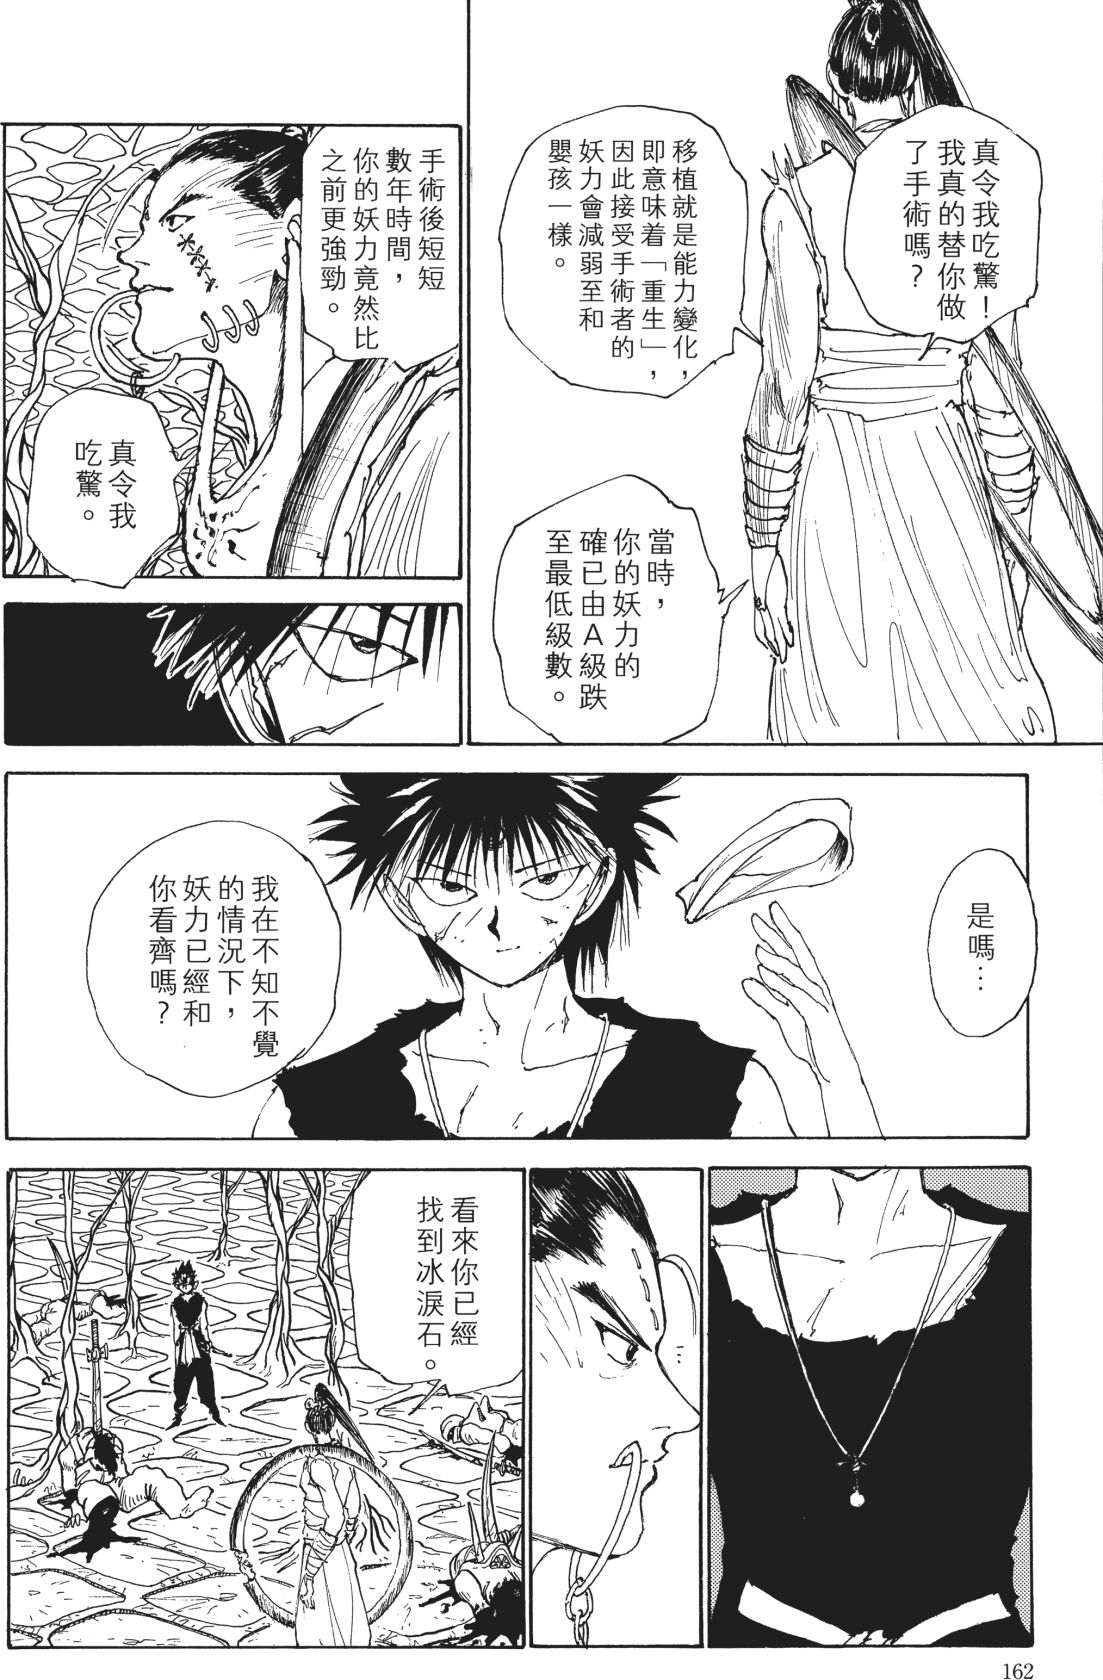 真令我吃驚！
我真的替你做
了手術嗎？
移植就是能力變化，
即意味着「重生」，
因此接受手術者的
妖力會減弱至和
嬰孩一樣。
當時，
你的妖力的
確已由Ａ級跌
至最低級數。
手術後短短
數年時間，
你的妖力竟然比
之前更強勁。
真令我
吃驚。
是嗎…
我在不知不覺
的情況下，
妖力已經和
你看齊嗎？
…
看來你已經
找到冰淚石。
162